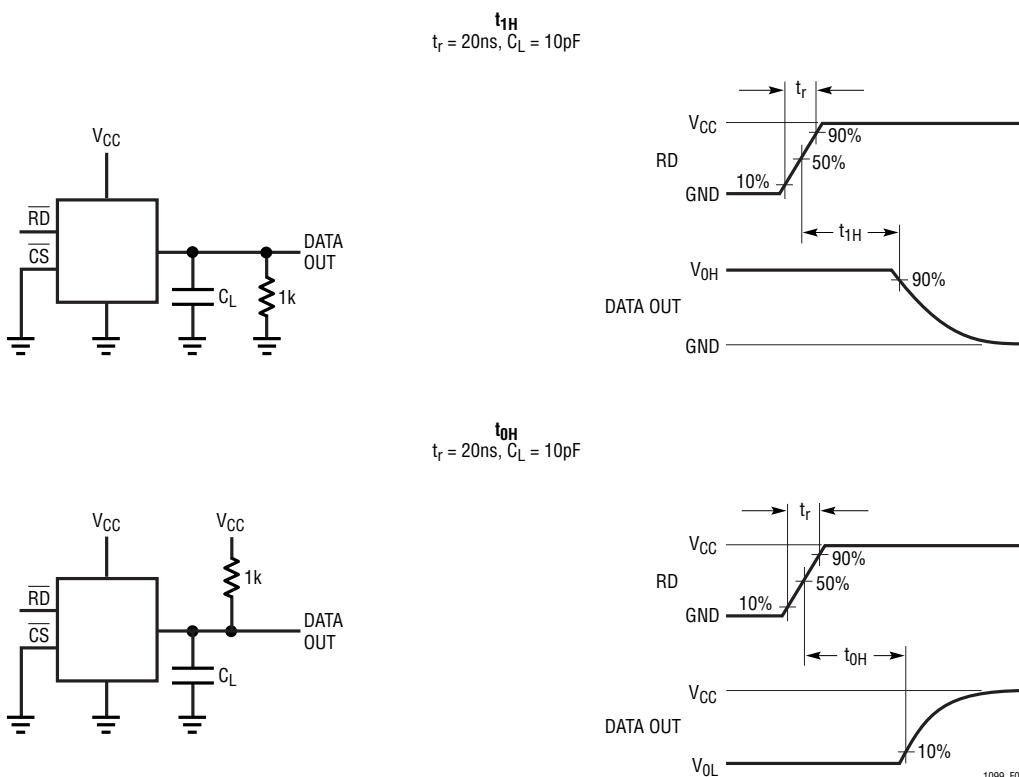 t1H
tr = 20ns, CL = 10pF
VCC
RD
CS
DATA
OUT
CL
1k
tr
VCC
90%
RD
50%
10%
GND
t1H
V0H
90%
DATA OUT
GND
t0H
tr = 20ns, CL = 10pF
VCC
VCC
1k
RD
CS
DATA
OUT
CL
tr
VCC
90%
RD
50%
10%
GND
t0H
VCC
DATA OUT
10%
V0L